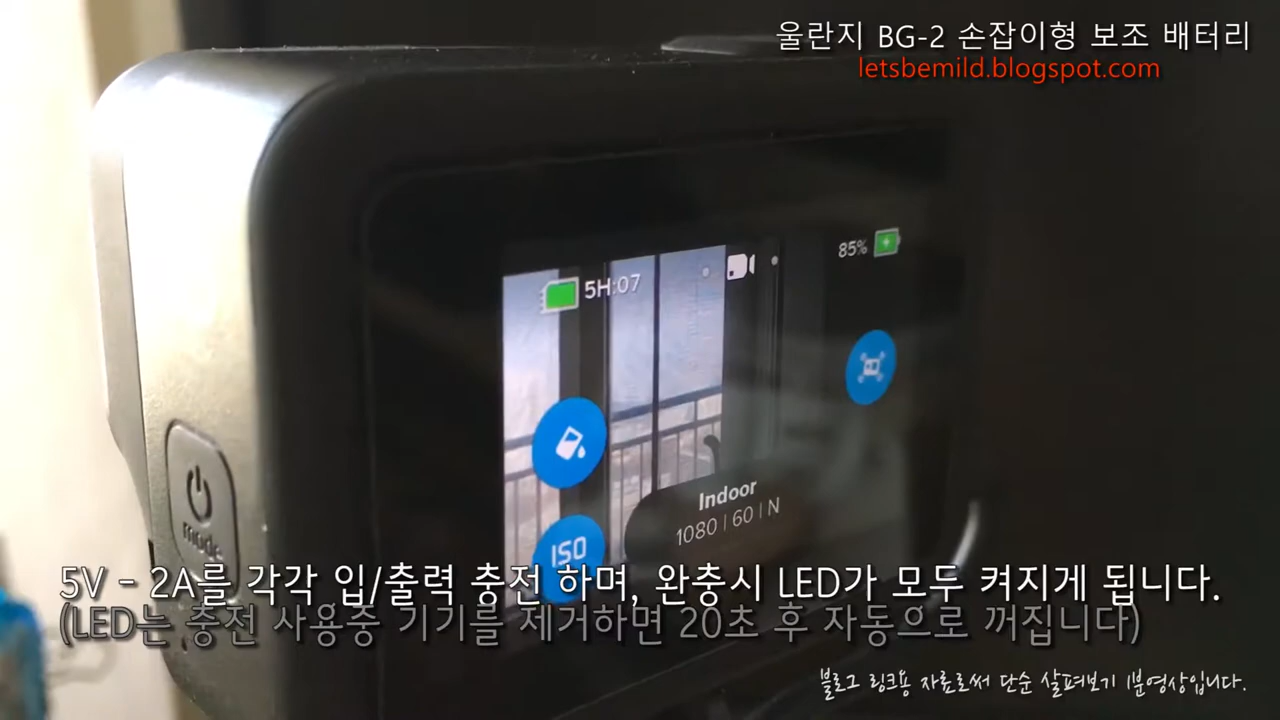 울란지 BG-2 손잡이형 보조 배터리
letsbemild.blogspot.com
5H:07
85%
Indoor
1080 | 60 | N
ISO
mode
5V - 2A를 각각 입/출력 충전 하며, 완충시 LED가 모두 켜지게 됩니다.
(LED는 충전 사용중 기기를 제거하면 20초 후 자동으로 꺼집니다)
블로그 링크용 자료로써 단순 살펴보기 1분영상입니다.